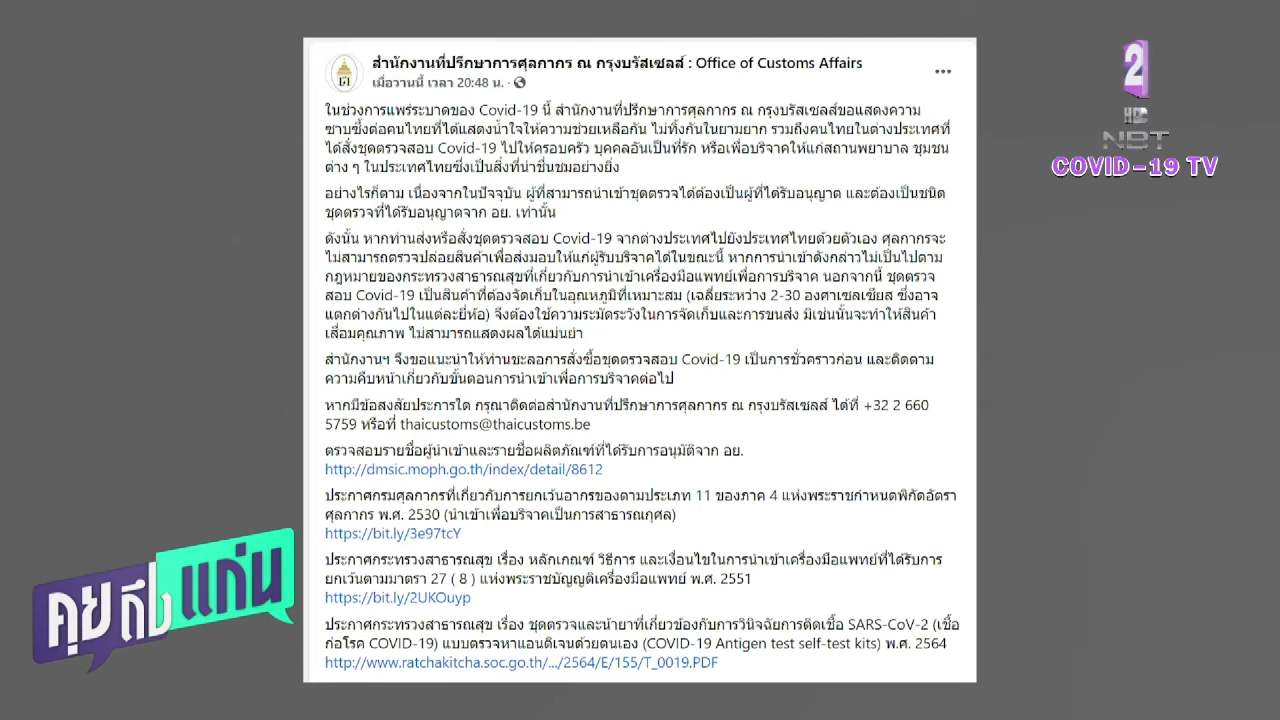 สำนักงานที่ปรึกษาการศุลกากร ณ กรุงบรัสเซลส์ : Office of Customs Affairs
เมื่อวานนี้ เวลา 20:48 น. ·
ในช่วงการแพร่ระบาดของ Covid-19 นี้ สำนักงานที่ปรึกษาการศุลกากร ณ กรุงบรัสเซลส์ขอแสดงความ
ซาบซึ้งต่อคนไทยที่ได้แสดงน้ำใจให้ความช่วยเหลือกัน ไม่ทิ้งกันในยามยาก รวมถึงคนไทยในต่างประเทศที่
ได้สั่งชุดตรวจสอบ Covid-19 ไปให้ครอบครัว บุคคลอันเป็นที่รัก หรือเพื่อบริจาคให้แก่สถานพยาบาล ชุมชน
ต่าง ๆ ในประเทศไทยซึ่งเป็นสิ่งที่น่าชื่นชมอย่างยิ่ง
อย่างไรก็ตาม เนื่องจากในปัจจุบัน ผู้ที่สามารถนำเข้าชุดตรวจได้ต้องเป็นผู้ที่ได้รับอนุญาต และต้องเป็นชนิด
ชุดตรวจที่ได้รับอนุญาตจาก อย. เท่านั้น
ดังนั้น หากท่านส่งหรือสั่งชุดตรวจสอบ Covid-19 จากต่างประเทศไปยังประเทศไทยด้วยตัวเอง ศุลกากรจะ
ไม่สามารถตรวจปล่อยสินค้าเพื่อส่งมอบให้แก่ผู้รับบริจาคได้ในขณะนี้ หากการนำเข้าดังกล่าวไม่เป็นไปตาม
กฎหมายของกระทรวงสาธารณสุขที่เกี่ยวกับการนำเข้าเครื่องมือแพทย์เพื่อการบริจาค นอกจากนี้ ชุดตรวจ
สอบ Covid-19 เป็นสินค้าที่ต้องจัดเก็บในอุณหภูมิที่เหมาะสม (เฉลี่ยระหว่าง 2-30 องศาเซลเซียส ซึ่งอาจ
แตกต่างกันไปในแต่ละยี่ห้อ) จึงต้องใช้ความระมัดระวังในการจัดเก็บและการขนส่ง มิเช่นนั้นจะทำให้สินค้า
เสื่อมคุณภาพ ไม่สามารถแสดงผลได้แม่นยำ
สำนักงานฯ จึงขอแนะนำให้ท่านชะลอการสั่งซื้อชุดตรวจสอบ Covid-19 เป็นการชั่วคราวก่อน และติดตาม
ความคืบหน้าเกี่ยวกับขั้นตอนการนำเข้าเพื่อการบริจาคต่อไป
หากมีข้อสงสัยประการใด กรุณาติดต่อสำนักงานที่ปรึกษาการศุลกากร ณ กรุงบรัสเซลส์ ได้ที่ +32 2 660
5759 หรือที่ thaicustoms@thaicustoms.be
ตรวจสอบรายชื่อผู้นำเข้าและรายชื่อผลิตภัณฑ์ที่ได้รับการอนุมัติจาก อย.
http://dmsic.moph.go.th/index/detail/8612
ประกาศกรมศุลกากรที่เกี่ยวกับการยกเว้นอากรของตามประเภท 11 ของภาค 4 แห่งพระราชกำหนดพิกัดอัตรา
ศุลกากร พ.ศ. 2530 (นำเข้าเพื่อบริจาคเป็นการสาธารณกุศล)
https://bit.ly/3e97tcY
ประกาศกระทรวงสาธารณสุข เรื่อง หลักเกณฑ์ วิธีการ และเงื่อนไขในการนำเข้าเครื่องมือแพทย์ที่ได้รับการ
ยกเว้นตามมาตรา 27 ( 8 ) แห่งพระราชบัญญัติเครื่องมือแพทย์ พ.ศ. 2551
https://bit.ly/2UKOuyp
ประกาศกระทรวงสาธารณสุข เรื่อง ชุดตรวจและน้ำยาที่เกี่ยวข้องกับการวินิจฉัยการติดเชื้อ SARS-CoV-2 (เชื้อ
ก่อโรค COVID-19) แบบตรวจหาแอนติเจนด้วยตนเอง (COVID-19 Antigen test self-test kits) พ.ศ. 2564
http://www.ratchakitcha.soc.go.th/.../2564/E/155/T_0019.PDF
2
HD
NBT
COVID-19 TV
คุยถึงแก่น